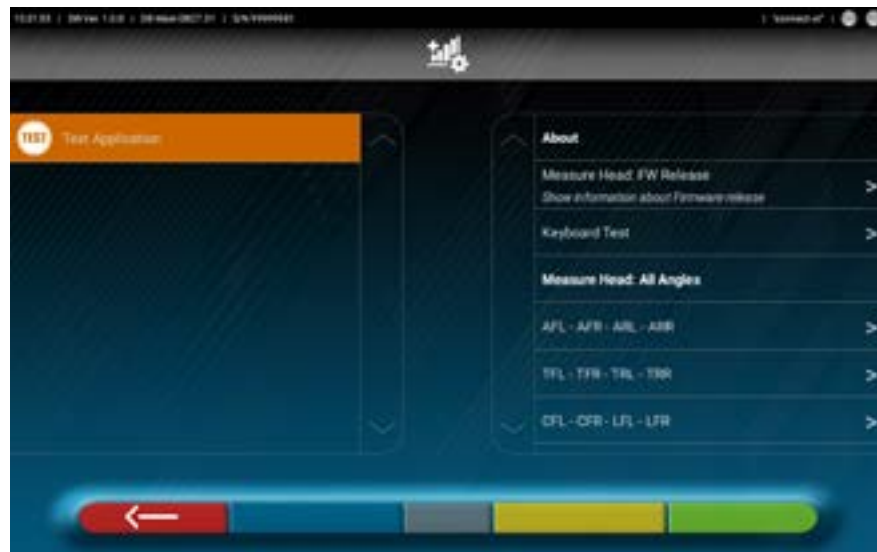 TEST Test Application
About
Measure Head: FW Release
Show information about Firmware release
Keyboard Test
Measure Head: All Angles
AFL - AFR - ARL - ARR
TFL - TFR - TRL - TRR
CFL - CFR - LFL - LFR